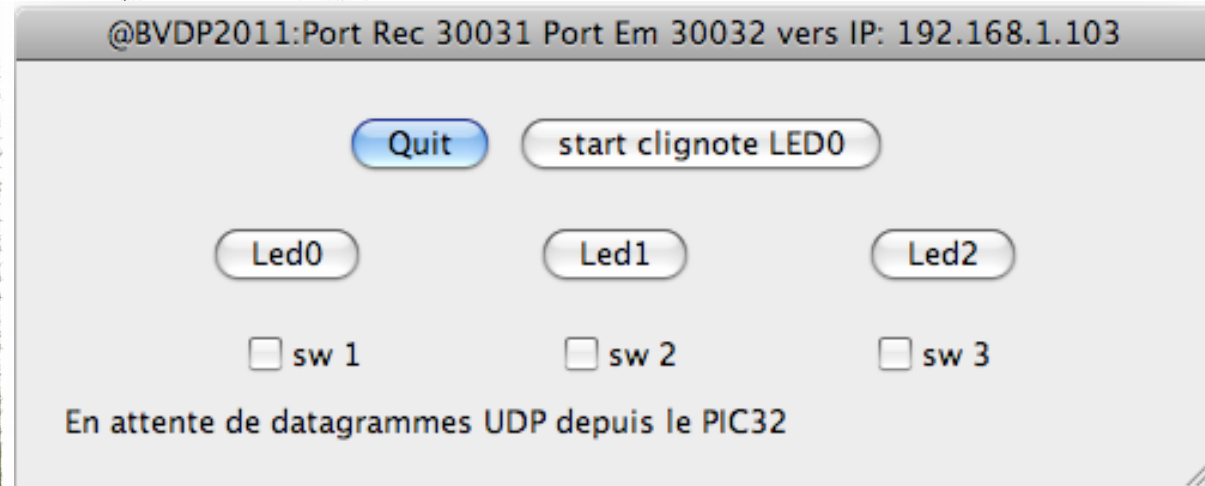 @BVDP2011:Port Rec 30031 Port Em 30032 vers IP: 192.168.1.103
Quit start clignote LED0
Led0 Led1 Led2
sw 1 sw 2 sw 3
En attente de datagrammes UDP depuis le PIC32